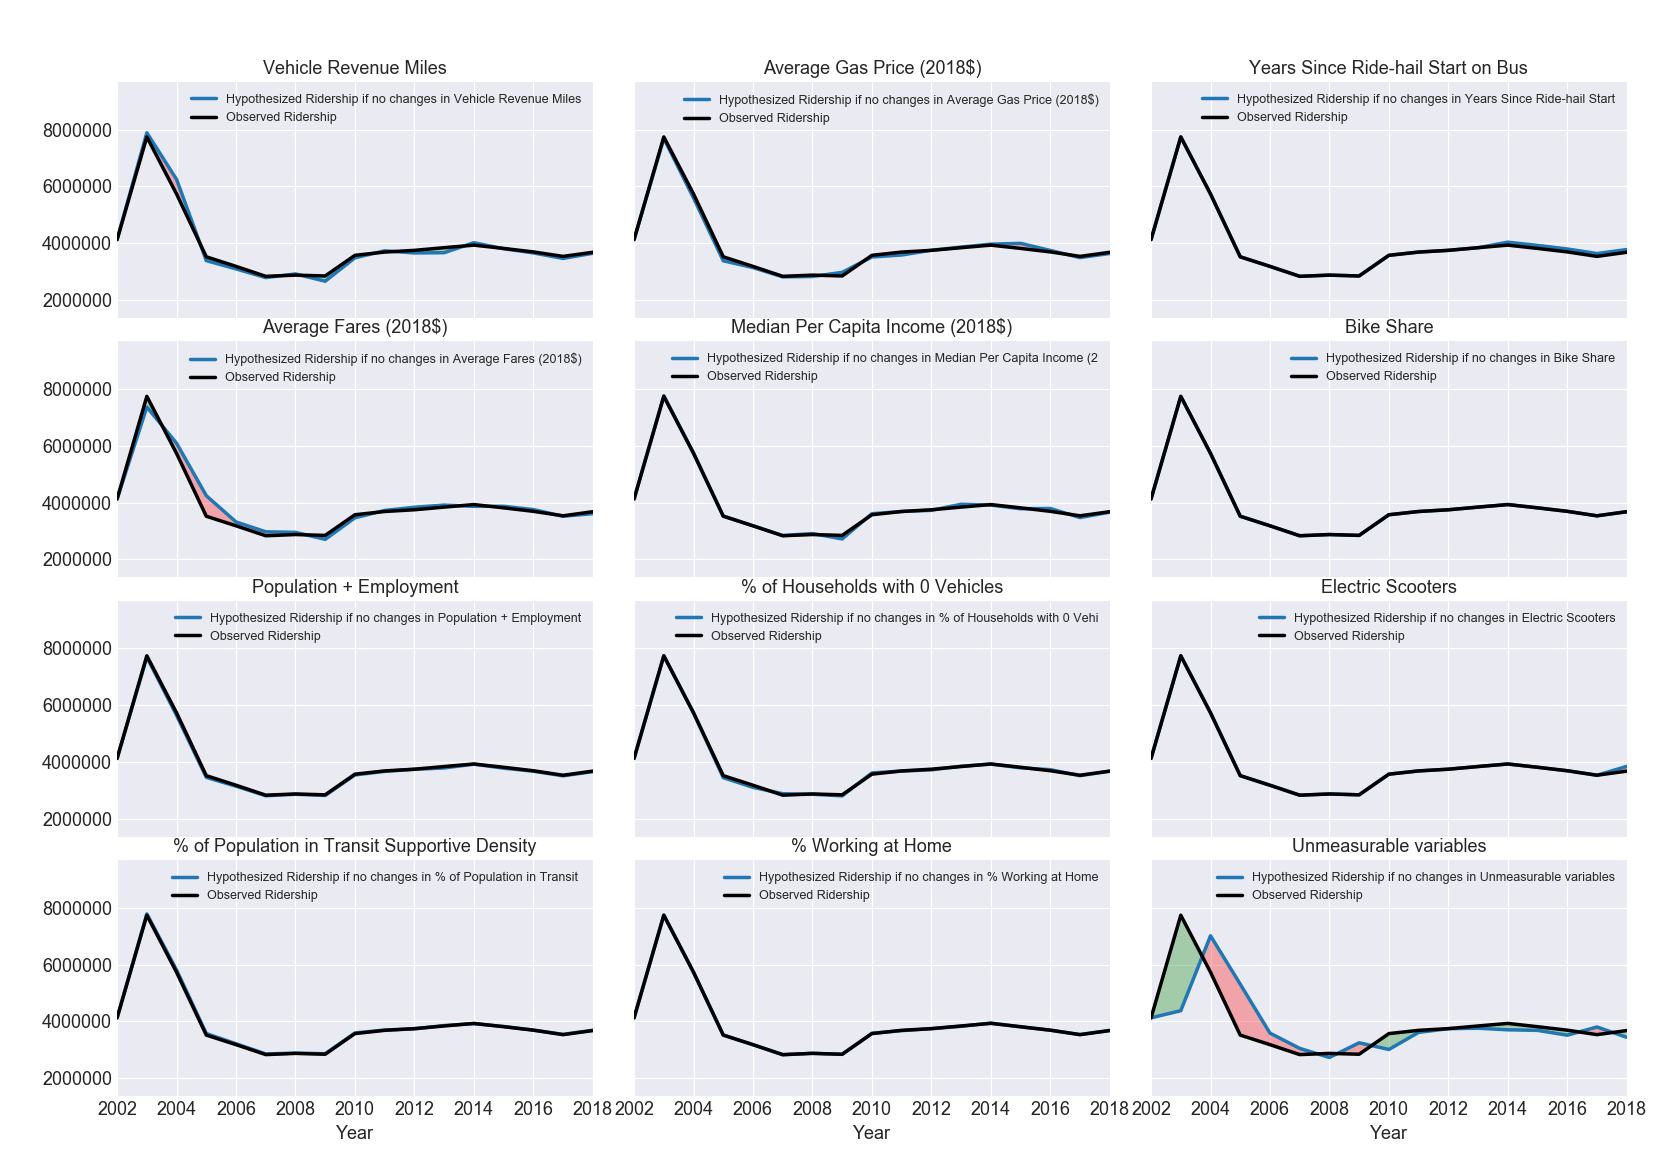 Vehicle Revenue Miles
Hypothesized Ridership if no changes in Vehicle Revenue Miles
Observed Ridership
8000000
6000000
4000000
2000000
Average Gas Price (2018$)
Hypothesized Ridership if no changes in Average Gas Price (2018$)
Observed Ridership
Years Since Ride-hail Start on Bus
Hypothesized Ridership if no changes in Years Since Ride-hail Start
Observed Ridership
Average Fares (2018$)
Hypothesized Ridership if no changes in Average Fares (2018$)
Observed Ridership
8000000
6000000
4000000
2000000
Median Per Capita Income (2018$)
Hypothesized Ridership if no changes in Median Per Capita Income (2
Observed Ridership
Bike Share
Hypothesized Ridership if no changes in Bike Share
Observed Ridership
Population + Employment
Hypothesized Ridership if no changes in Population + Employment
Observed Ridership
8000000
6000000
4000000
2000000
% of Households with 0 Vehicles
Hypothesized Ridership if no changes in % of Households with 0 Vehi
Observed Ridership
Electric Scooters
Hypothesized Ridership if no changes in Electric Scooters
Observed Ridership
% of Population in Transit Supportive Density
Hypothesized Ridership if no changes in % of Population in Transit
Observed Ridership
8000000
6000000
4000000
2000000
2002 2004 2006 2008 2010 2012 2014 2016 2018
Year
% Working at Home
Hypothesized Ridership if no changes in % Working at Home
Observed Ridership
2002 2004 2006 2008 2010 2012 2014 2016 2018
Year
Unmeasurable variables
Hypothesized Ridership if no changes in Unmeasurable variables
Observed Ridership
2002 2004 2006 2008 2010 2012 2014 2016 2018
Year